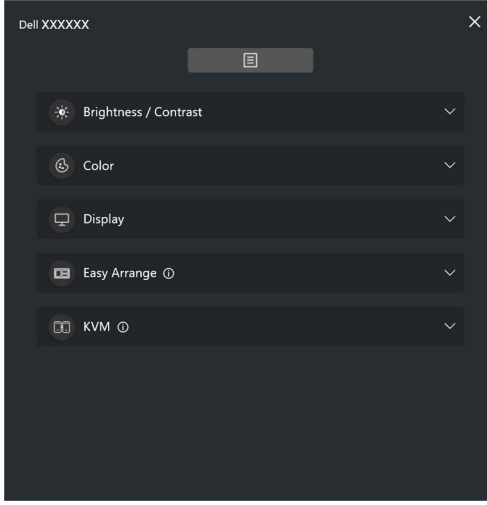 Dell XXXXXX
Brightness / Contrast
Color
Display
Easy Arrange
KVM